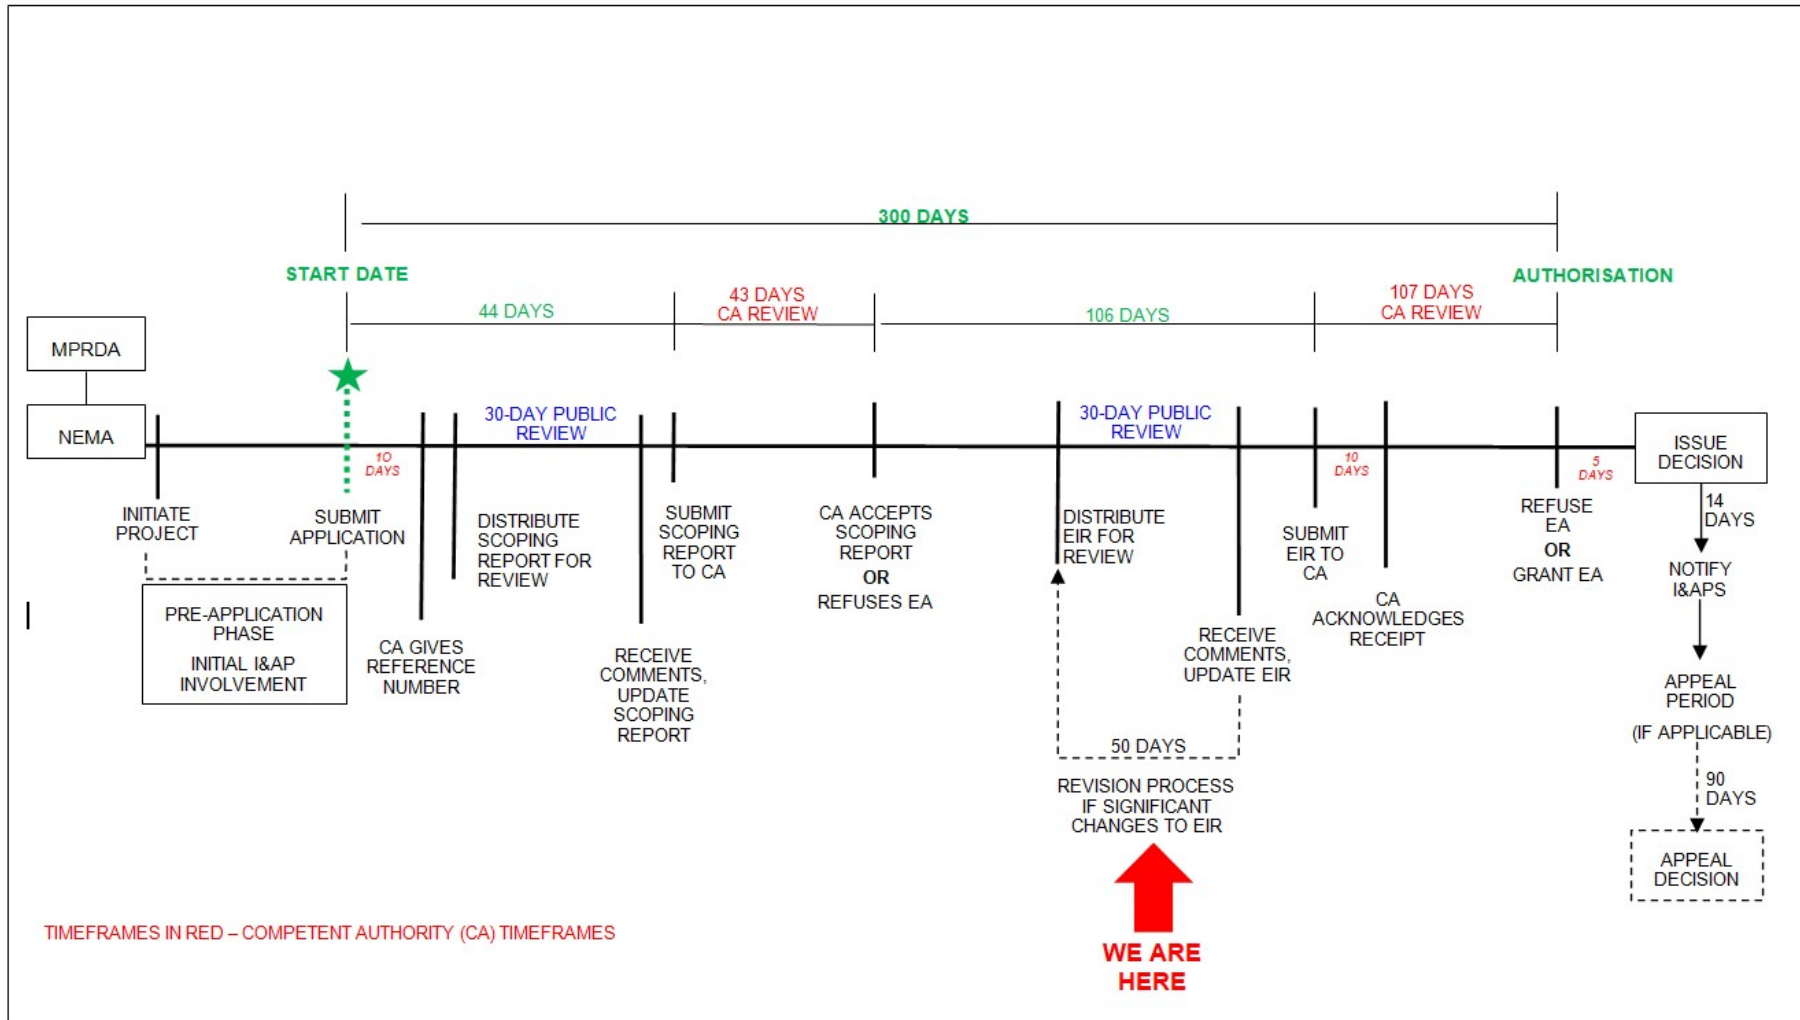 300 DAYS
START DATE
AUTHORISATION
44 DAYS
43 DAYS
CA REVIEW
106 DAYS
107 DAYS
CA REVIEW
MPRDA
NEMA
30-DAY PUBLIC
REVIEW
30-DAY PUBLIC
REVIEW
10
DAYS
10
DAYS
5
DAYS
ISSUE
DECISION
INITIATE
PROJECT
SUBMIT
APPLICATION
DISTRIBUTE
SCOPING
REPORT FOR
REVIEW
SUBMIT
SCOPING
REPORT
TO CA
CA ACCEPTS
SCOPING
REPORT
OR
REFUSES EA
DISTRIBUTE
EIR FOR
REVIEW
SUBMIT
EIR TO
CA
REFUSE
EA
OR
GRANT EA
14
DAYS
NOTIFY
I&APS
PRE-APPLICATION
PHASE
INITIAL I&AP
INVOLVEMENT
CA GIVES
REFERENCE
NUMBER
RECEIVE
COMMENTS,
UPDATE
SCOPING
REPORT
RECEIVE
COMMENTS,
UPDATE EIR
CA
ACKNOWLEDGES
RECEIPT
APPEAL
PERIOD
(IF APPLICABLE)
50 DAYS
REVISION PROCESS
IF SIGNIFICANT
CHANGES TO EIR
90
DAYS
APPEAL
DECISION
WE ARE
HERE
TIMEFRAMES IN RED – COMPETENT AUTHORITY (CA) TIMEFRAMES